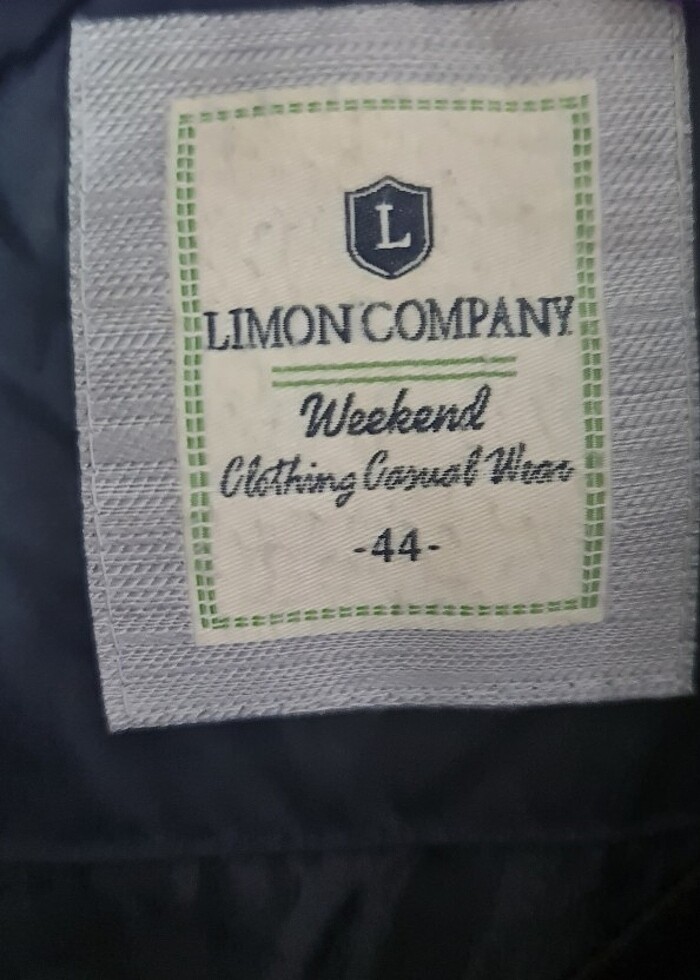 L
LIMON COMPANY
Weekend
Clothing Casual Wear
-44-